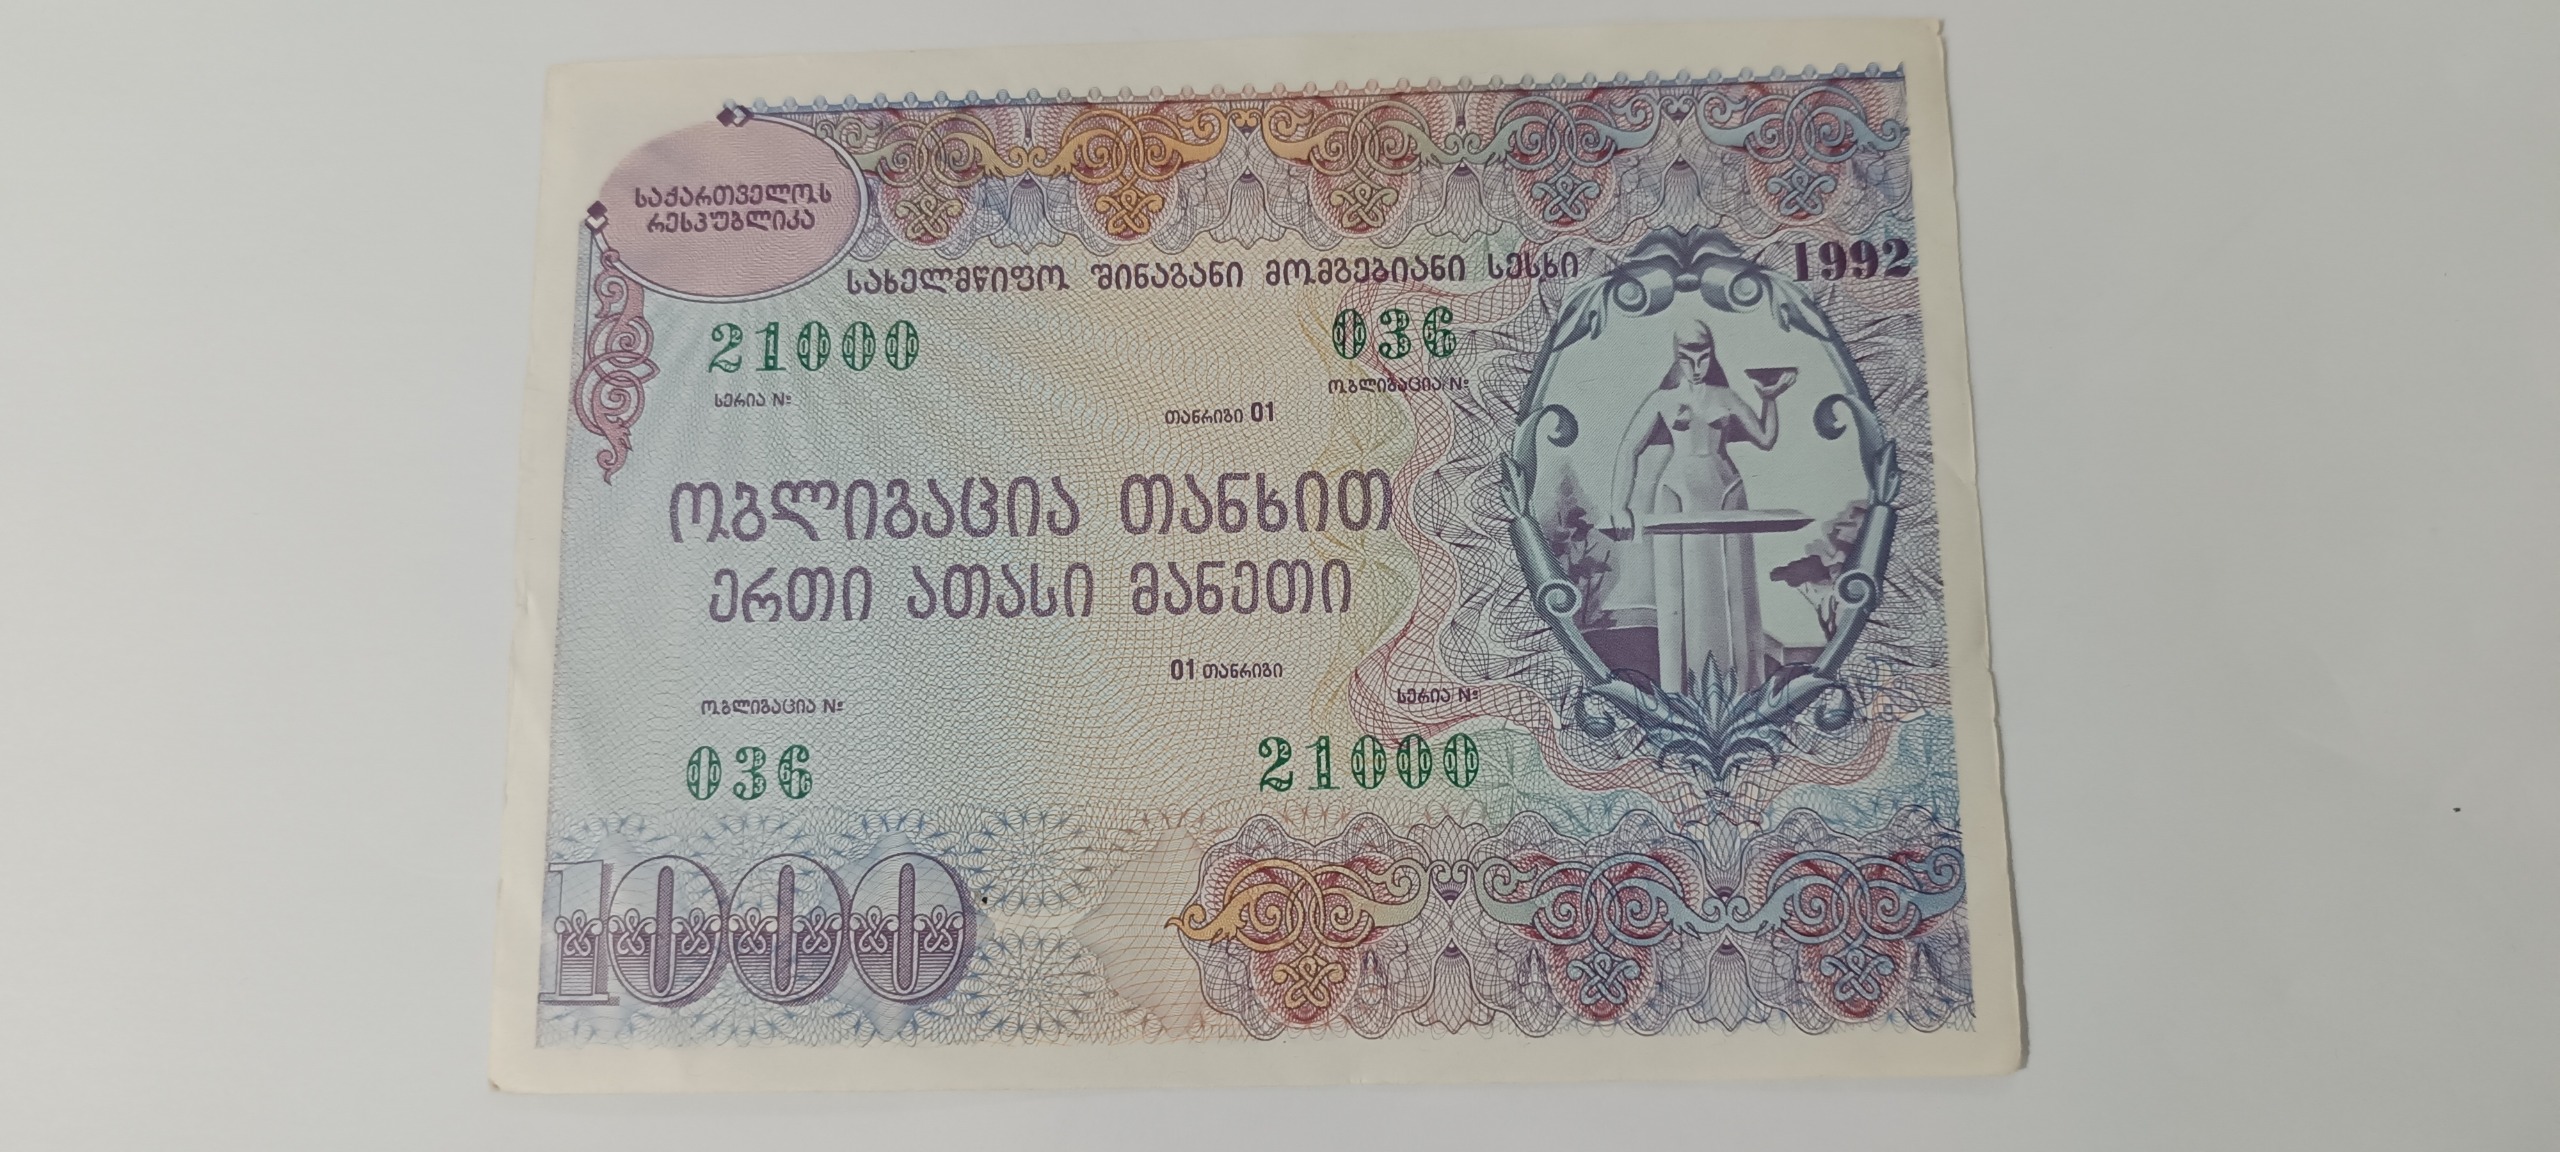 საქართველოს
რესპუბლიკა
სახელმწიფო შინაგანი მომგებიანი სესხი
1992
21000
036
სერია №
ობლიგაცია №
თანრიგი 01
ობლიგაცია თანხით
ერთი ათასი მანეთი
01 თანრიგი
ობლიგაცია №
სერია №
036
21000
1000